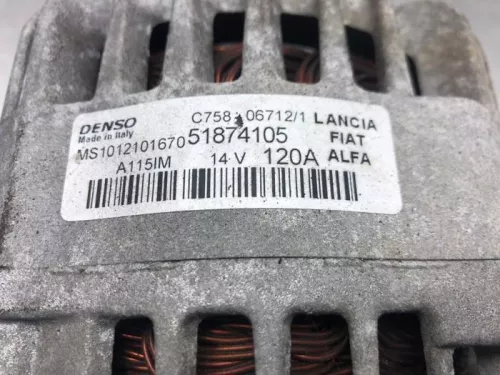 DENSO C758 06712/1 LANCIA
Made in Italy
MS1012101670 51874105 FIAT
A115IM 14 V 120A ALFA